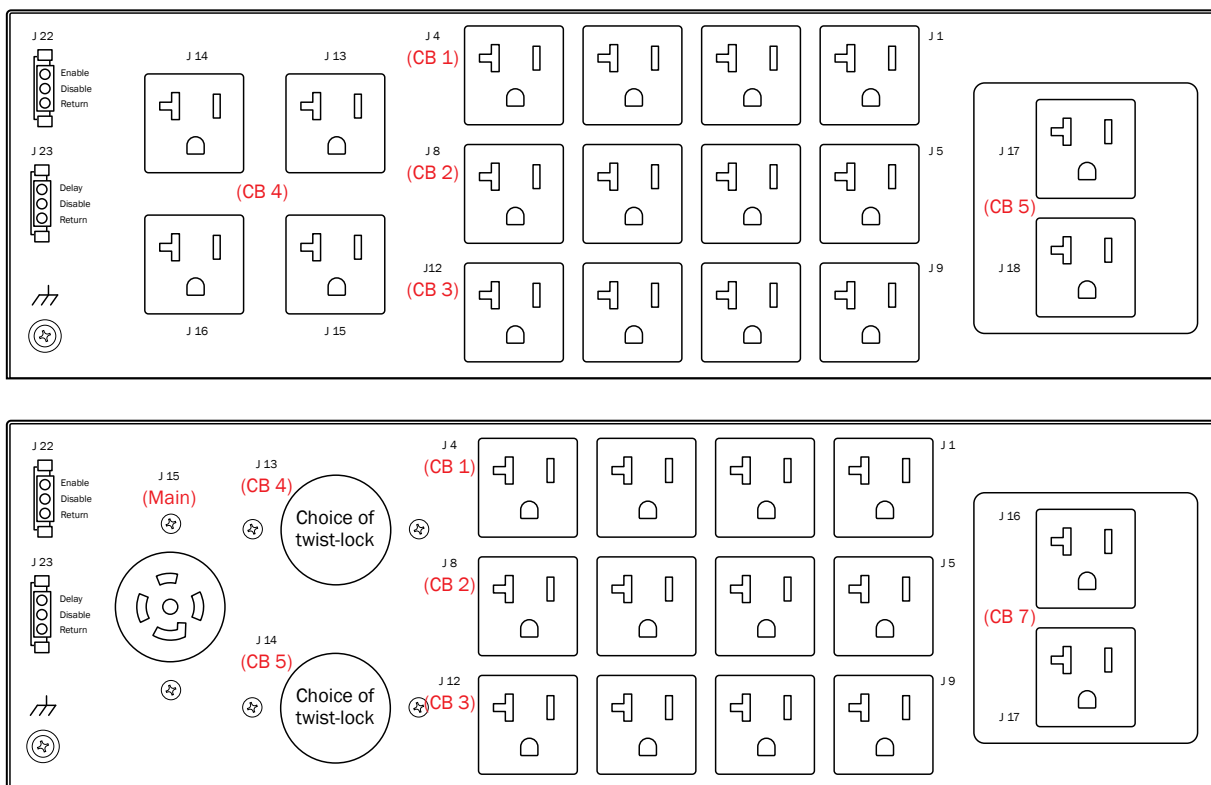 J 22
Enable
Disable
Return
J 23
Delay
Disable
Return
J 14
J 13
(CB 4)
J 16
J 15
J 4
(CB 1)
J 1
J 8
(CB 2)
J 5
J12
(CB 3)
J 9
J 17
(CB 5)
J 18
J 22
Enable
Disable
Return
J 23
Delay
Disable
Return
J 15
(Main)
J 13
(CB 4)
Choice of
twist-lock
J 14
(CB 5)
Choice of
twist-lock
J 4
(CB 1)
J 1
J 8
(CB 2)
J 5
J 12
(CB 3)
J 9
J 16
(CB 7)
J 17